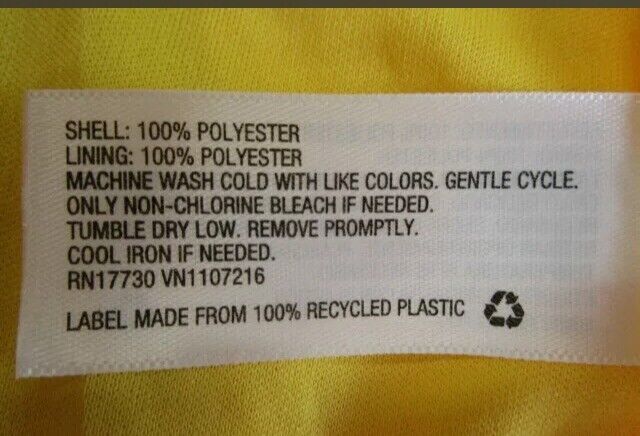 SHELL: 100% POLYESTER
LINING: 100% POLYESTER
MACHINE WASH COLD WITH LIKE COLORS. GENTLE CYCLE.
ONLY NON-CHLORINE BLEACH IF NEEDED.
TUMBLE DRY LOW. REMOVE PROMPTLY.
COOL IRON IF NEEDED.
RN17730 VN1107216
LABEL MADE FROM 100% RECYCLED PLASTIC